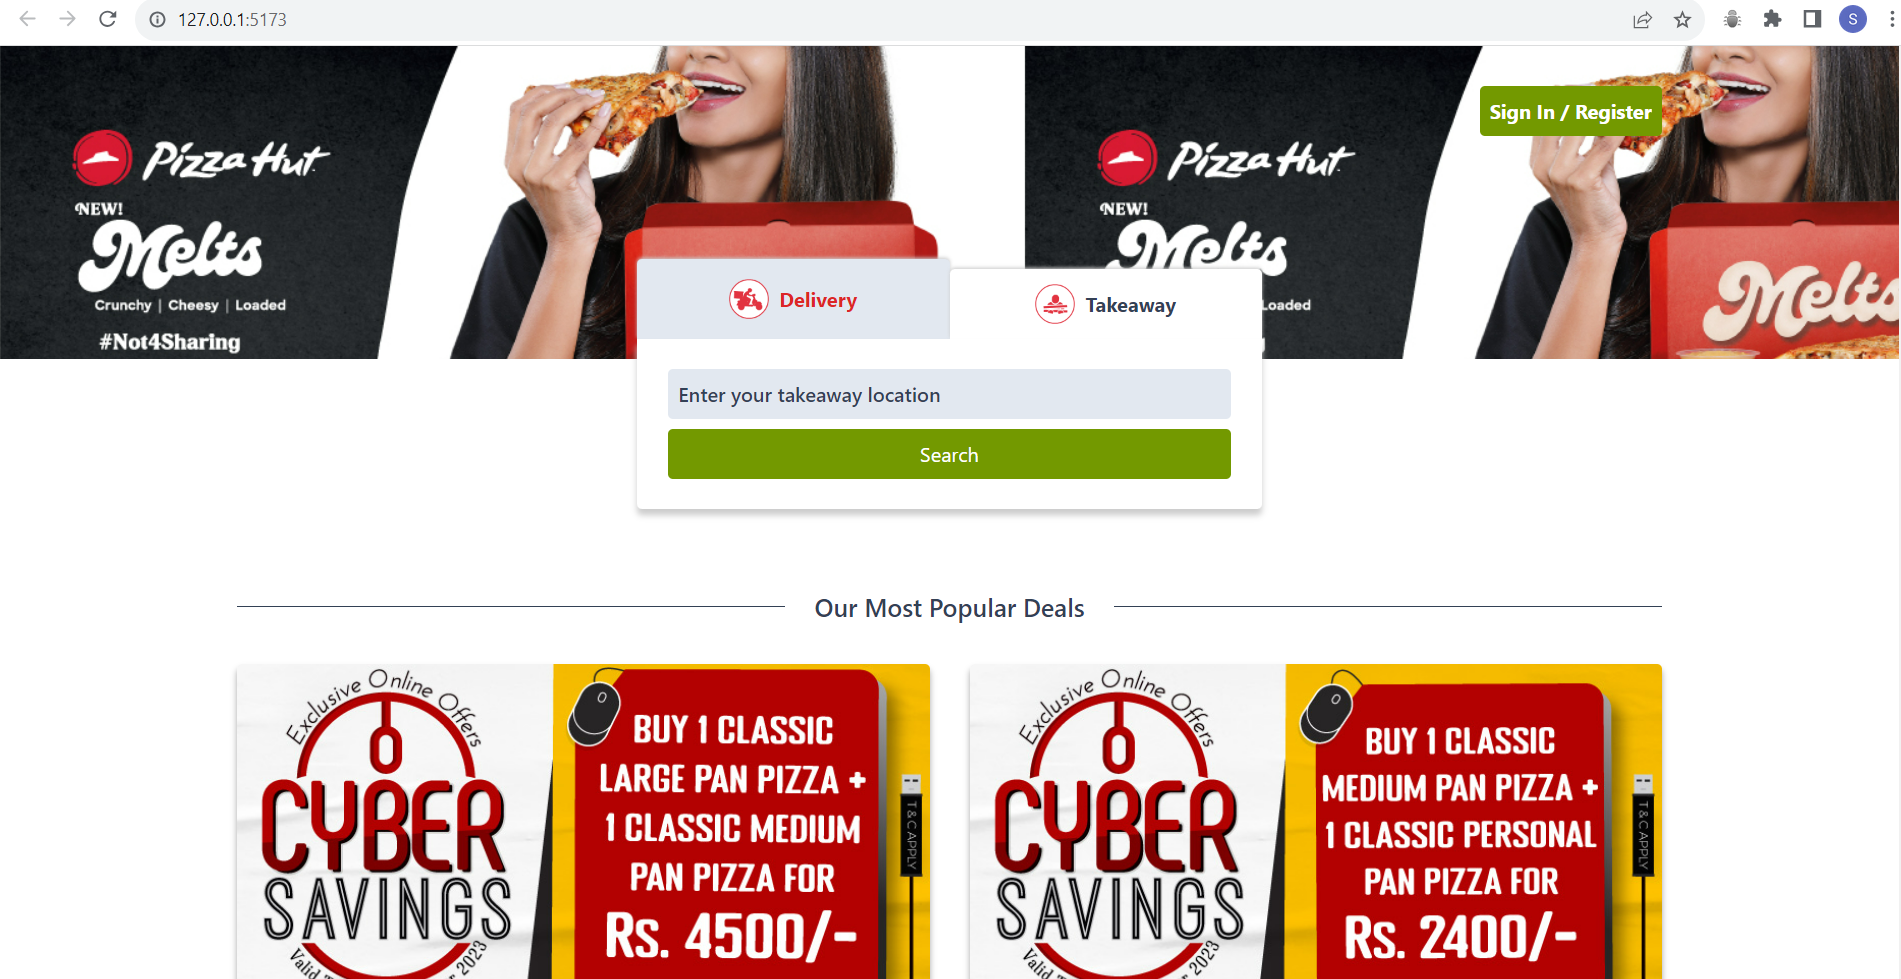 127.0.0.1:5173
S
Sign In / Register
Pizza Hut
NEW!
Melts
Crunchy | Cheesy | Loaded
#Not4Sharing
Pizza Hut
NEW!
Melts
Loaded
Melts
Delivery
Takeaway
Enter your takeaway location
Search
Our Most Popular Deals
Exclusive Online Offers
CYBER
SAVINGS
Valid
2023
BUY 1 CLASSIC
LARGE PAN PIZZA +
1 CLASSIC MEDIUM
PAN PIZZA FOR
Rs. 4500/-
T & C APPLY
Exclusive Online Offers
CYBER
SAVINGS
Valid
2023
BUY 1 CLASSIC
MEDIUM PAN PIZZA +
1 CLASSIC PERSONAL
PAN PIZZA FOR
Rs. 2400/-
T & C APPLY